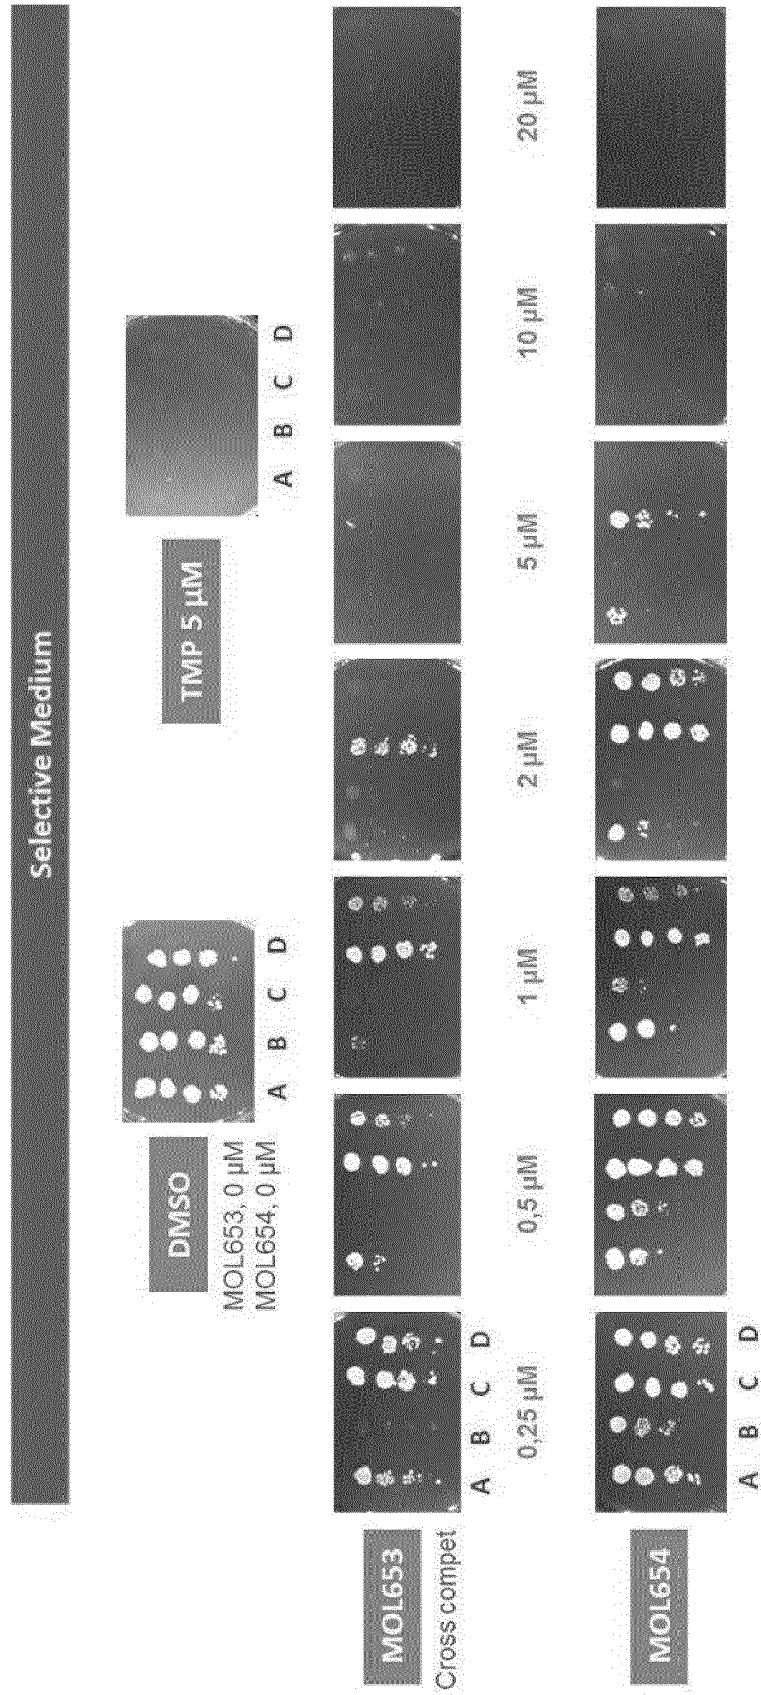 Selective Medium
DMSO
MOL653, 0 µM
MOL654, 0 µM
A B C D
TMP 5 µM
A B C D
MOL653
Cross compet
A B C D
0,25 µM
0,5 µM
1 µM
2 µM
5 µM
10 µM
20 µM
MOL654
A B C D